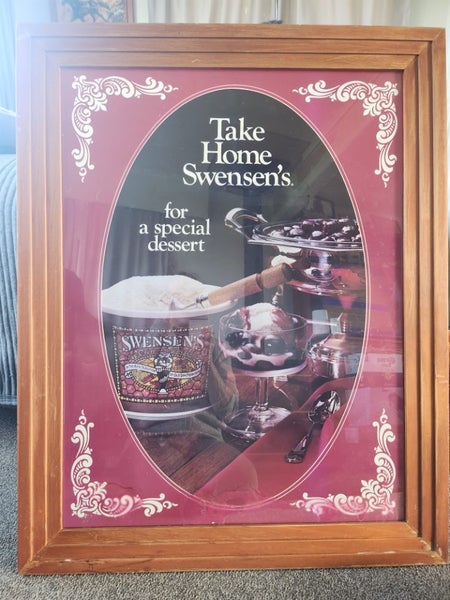 Take
Home
Swensen's®
for
a special
dessert
SWENSEN'S